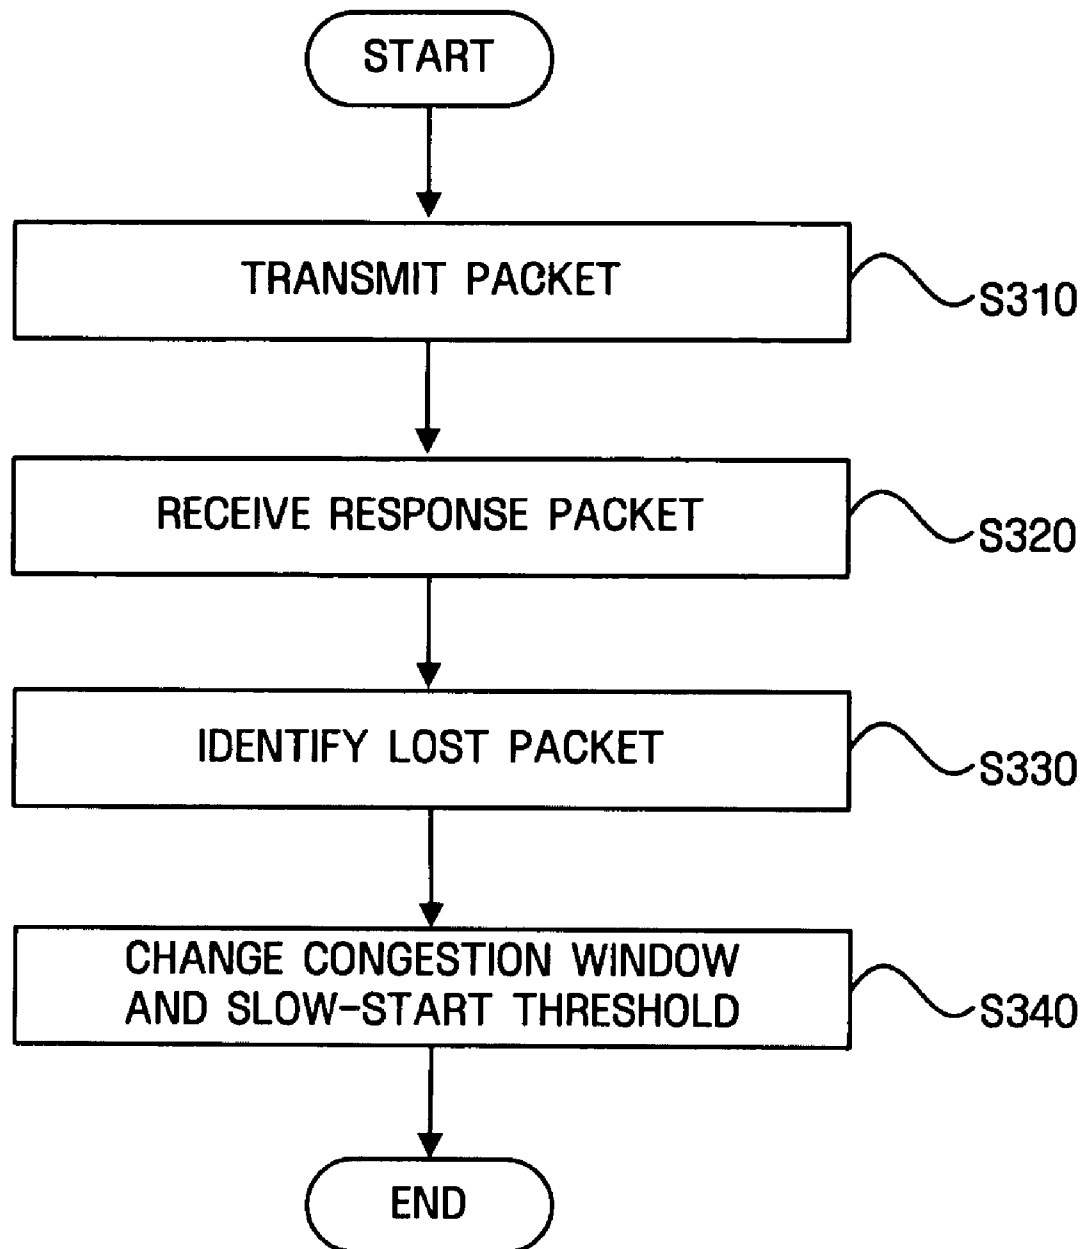 START
TRANSMIT PACKET
S310
RECEIVE RESPONSE PACKET
S320
IDENTIFY LOST PACKET
S330
CHANGE CONGESTION WINDOW
AND SLOW-START THRESHOLD
S340
END